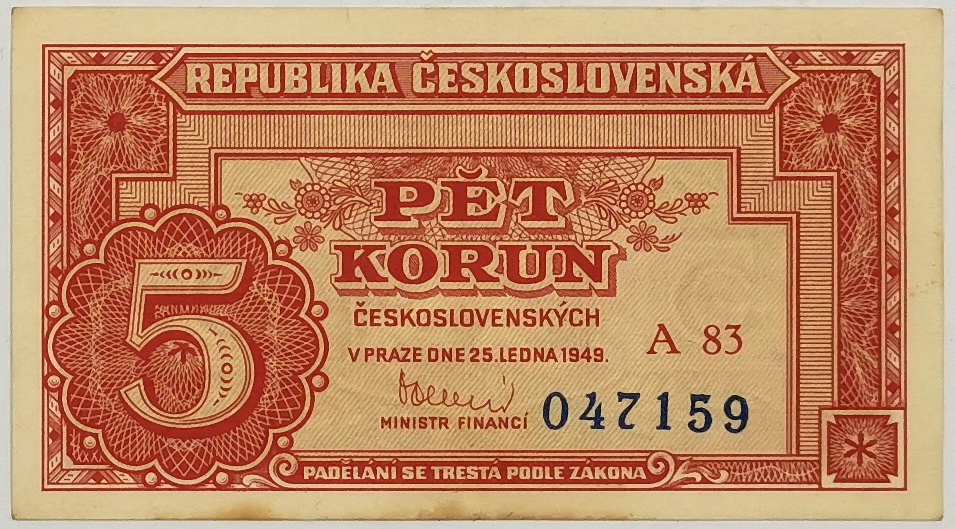 REPUBLIKA ČESKOSLOVENSKÁ
PĚT
KORUN
ČESKOSLOVENSKÝCH
V PRAZE DNE 25. LEDNA 1949.
A 83
MINISTR FINANCÍ
047159
5
PADĚLÁNÍ SE TRESTÁ PODLE ZÁKONA